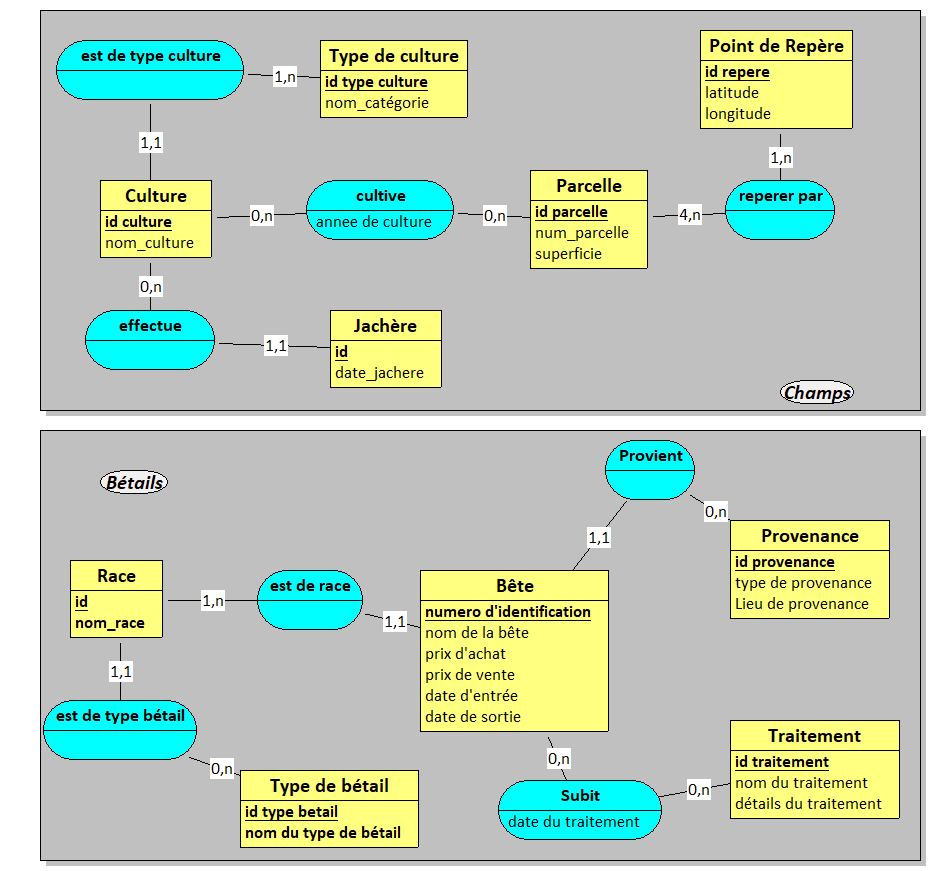 est de type culture
1,n
Type de culture
id type culture
nom_catégorie
Point de Repère
id repere
latitude
longitude
1,1
1,n
Culture
id culture
nom_culture
0,n
cultive
annee de culture
0,n
Parcelle
id parcelle
num_parcelle
superficie
4,n
reperer par
0,n
effectue
1,1
Jachère
id
date_jachere
Champs
Bétails
Provient
1,1
0,n
Provenance
id provenance
type de provenance
Lieu de provenance
Race
id
nom_race
1,n
est de race
1,1
Bête
numero d'identification
nom de la bête
prix d'achat
prix de vente
date d'entrée
date de sortie
1,1
est de type bétail
0,n
Type de bétail
id type betail
nom du type de bétail
0,n
Subit
date du traitement
0,n
Traitement
id traitement
nom du traitement
détails du traitement